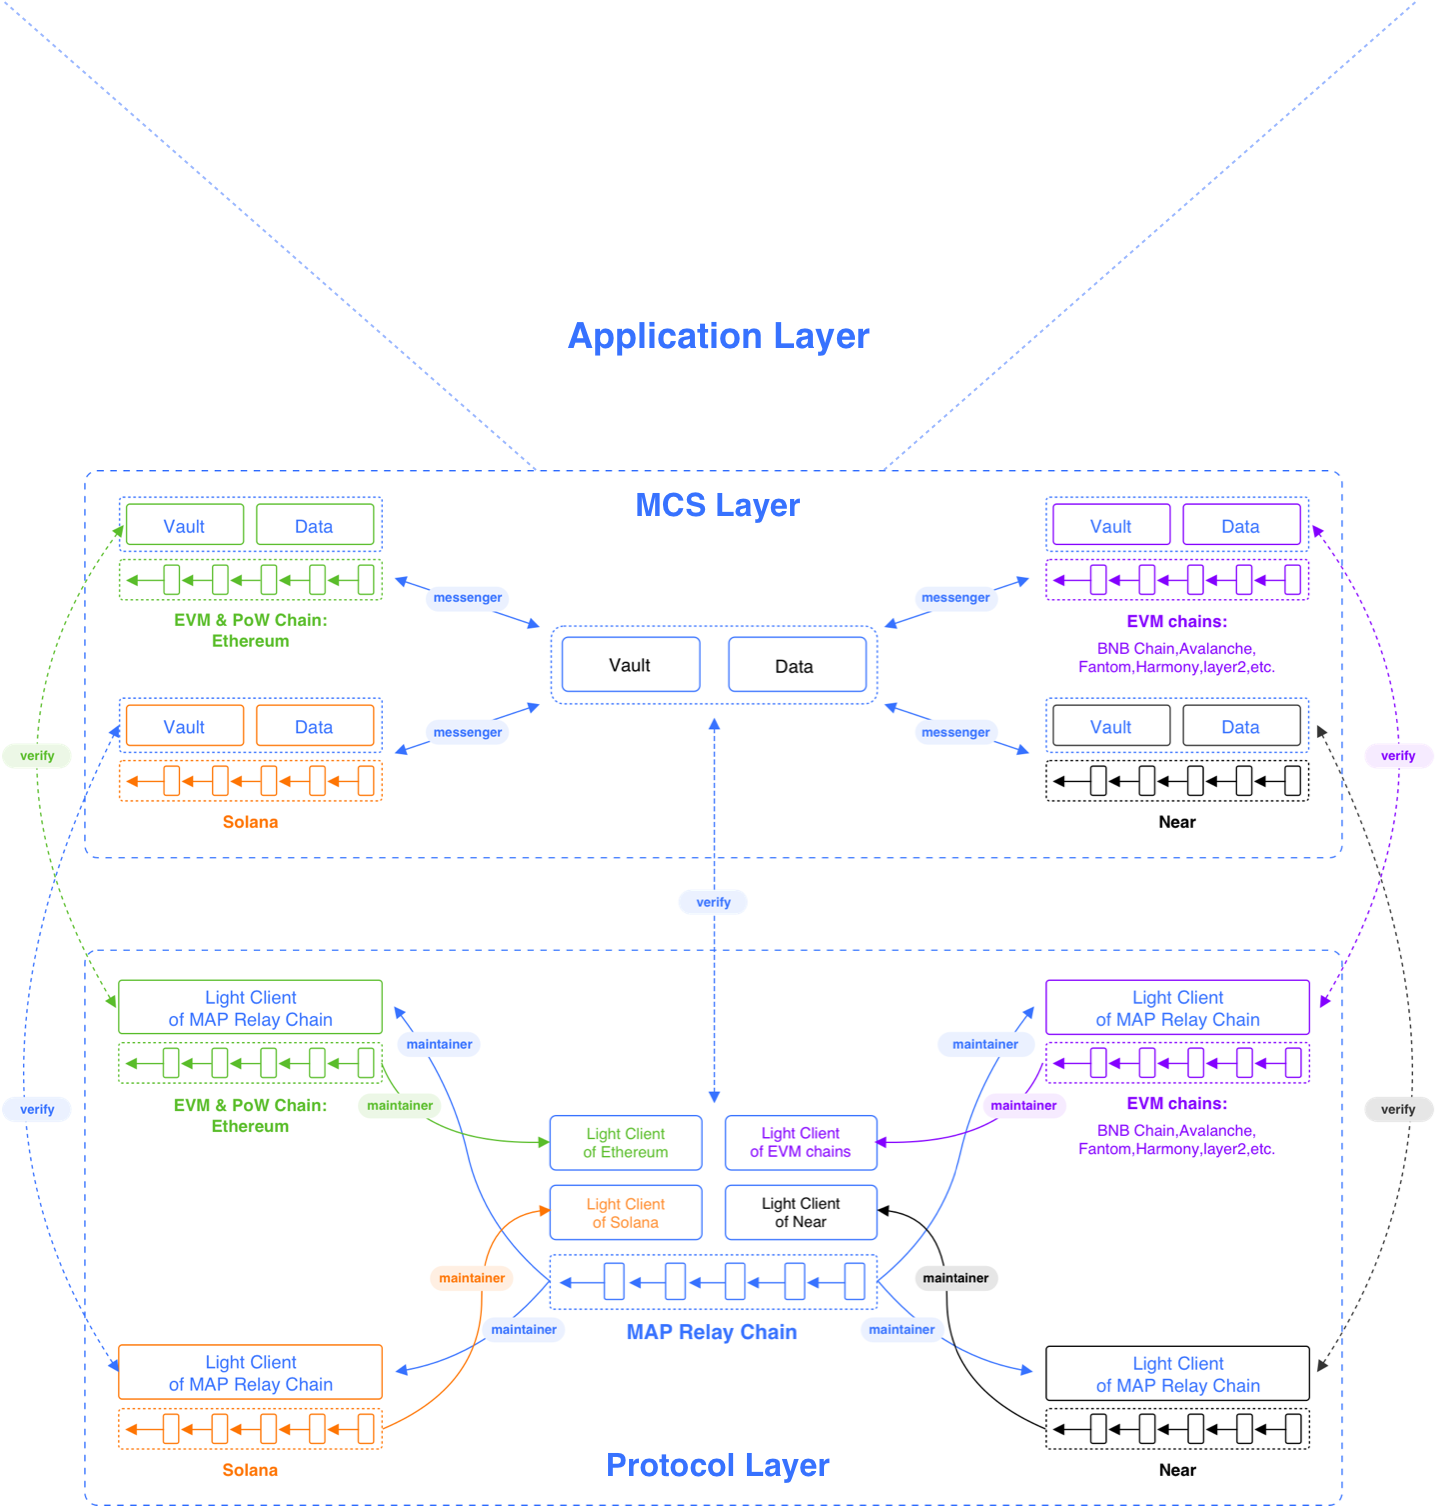 Application Layer
MCS Layer
Vault
Data
Vault
Data
EVM & PoW Chain:
Ethereum
messenger
messenger
EVM chains:
BNB Chain,Avalanche,
Fantom,Harmony,layer2,etc.
Vault
Data
Vault
Data
messenger
messenger
Vault
Data
Solana
Near
verify
verify
verify
Light Client
of MAP Relay Chain
Light Client
of MAP Relay Chain
maintainer
maintainer
EVM & PoW Chain:
Ethereum
maintainer
maintainer
EVM chains:
BNB Chain,Avalanche,
Fantom,Harmony,layer2,etc.
verify
verify
Light Client
of Ethereum
Light Client
of EVM chains
Light Client
of Solana
Light Client
of Near
maintainer
maintainer
MAP Relay Chain
maintainer
maintainer
Light Client
of MAP Relay Chain
Light Client
of MAP Relay Chain
Solana
Protocol Layer
Near